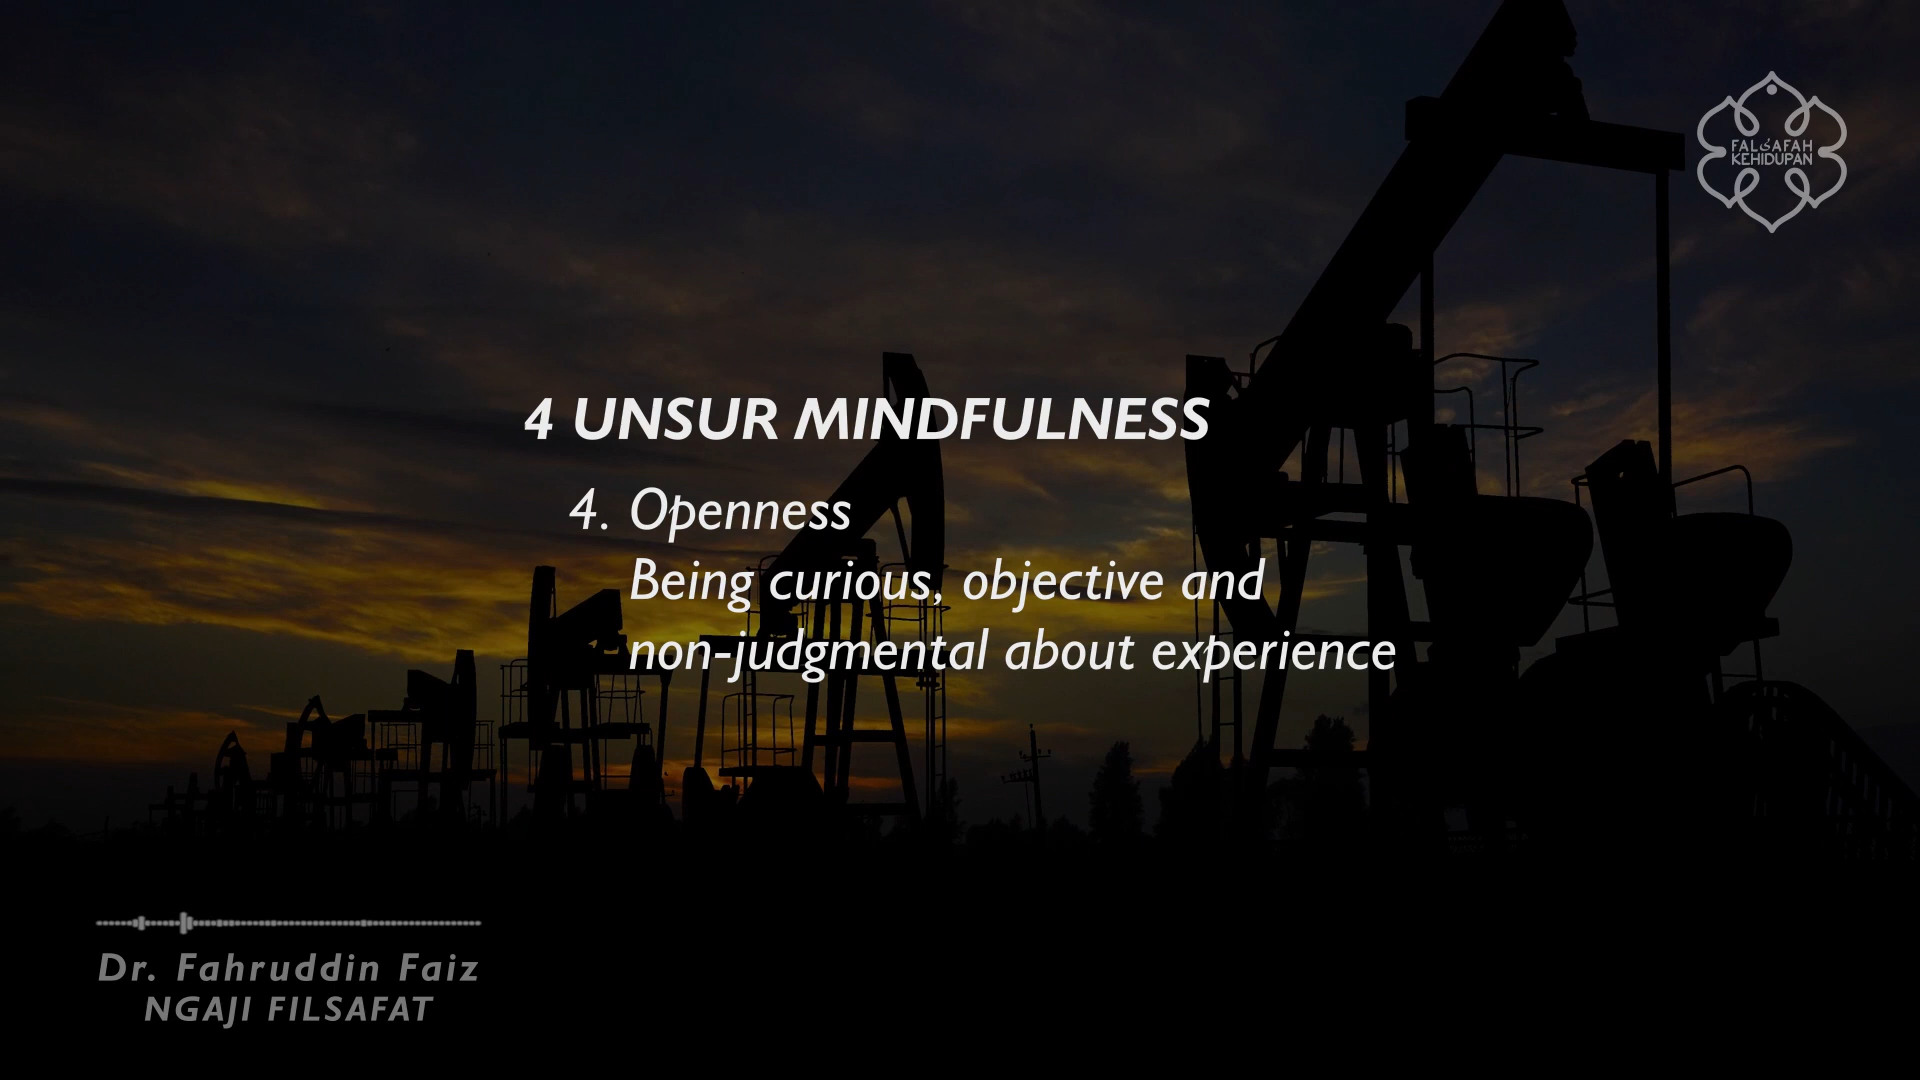 FALSAFAH
KEHIDUPAN
4 UNSUR MINDFULNESS
4. Openness
Being curious, objective and
non-judgmental about experience
Dr. Fahruddin Faiz
NGAJI FILSAFAT